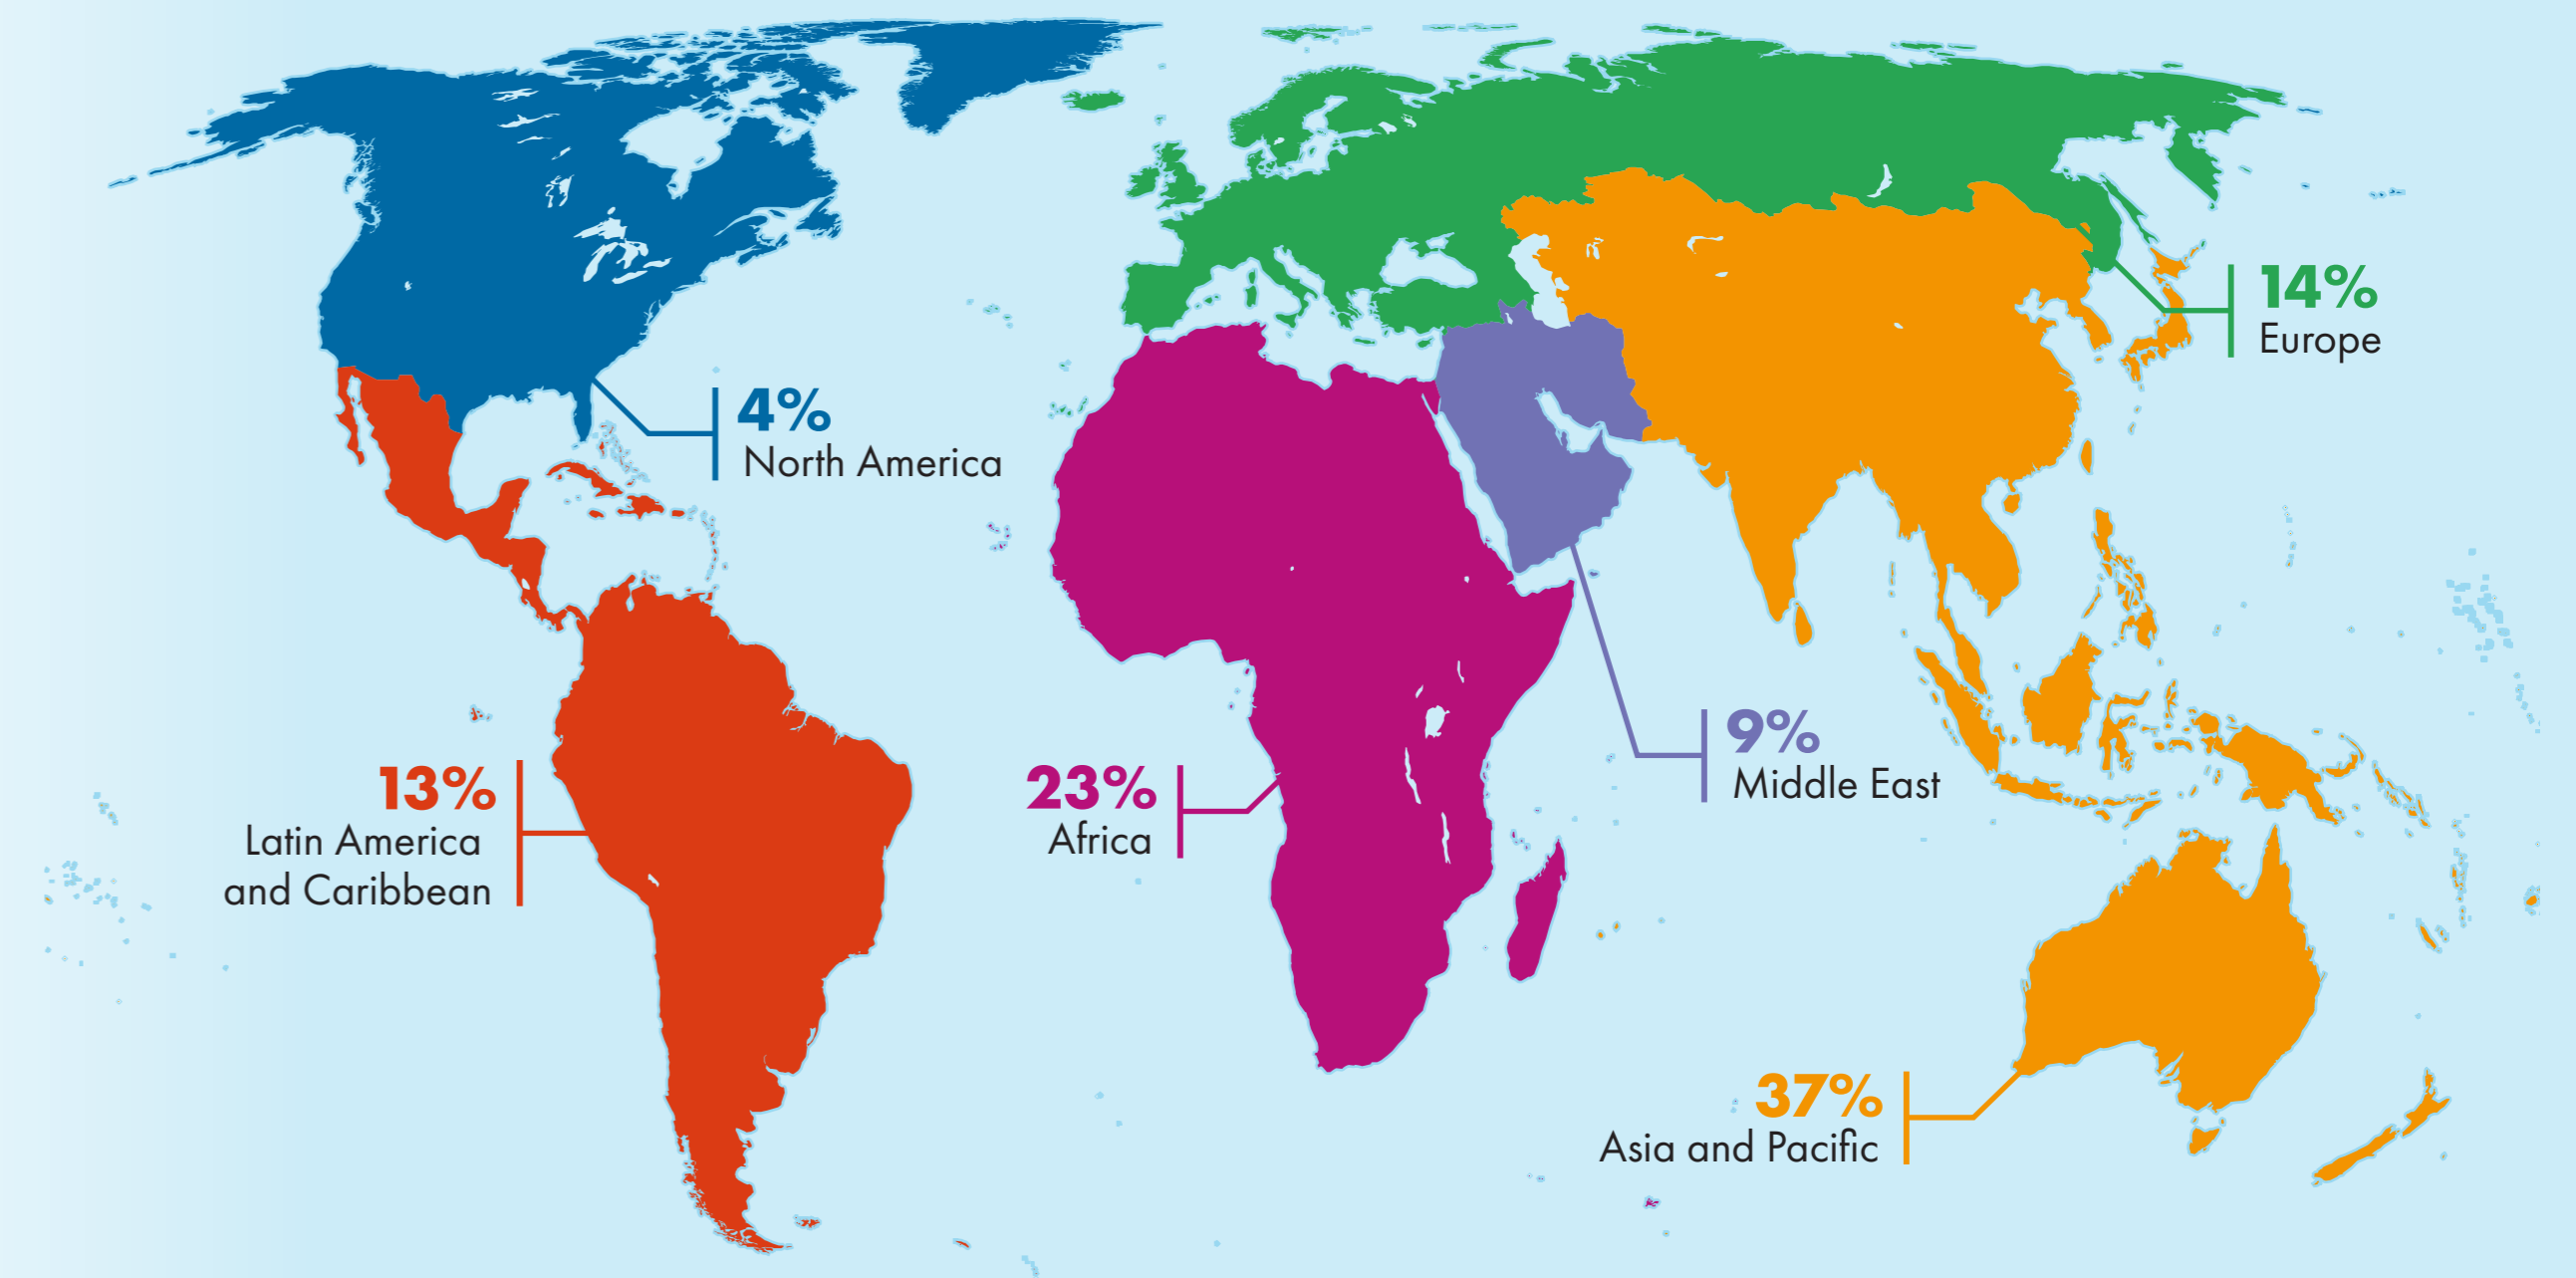 14%
Europe
4%
North America
9%
Middle East
13%
Latin America
and Caribbean
23%
Africa
37%
Asia and Pacific